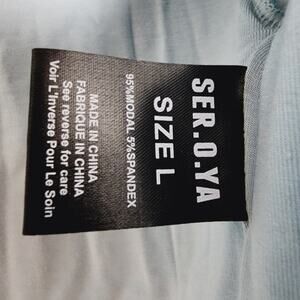 SER.O.YA
SIZE L
95%MODAL 5%SPANDEX
MADE IN CHINA
FABRIQUE IN CHINA
See reverse for care
Voir L'Inverse Pour Le Soin